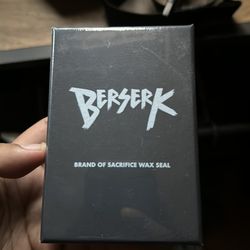 BERSERK
BRAND OF SACRIFICE WAX SEAL